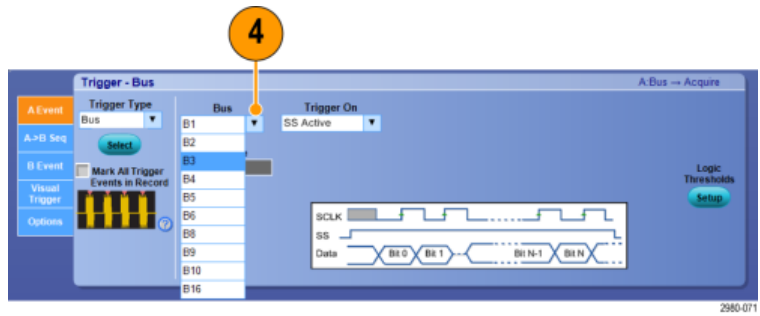 4
Trigger - Bus
A:Bus → Acquire
A Event
A->B Seq
B Event
Visual
Trigger
Options
Trigger Type
Bus
Select
Mark All Trigger
Events in Record
Bus
B1
B2
B3
B4
B5
B6
B8
B9
B10
B16
Trigger On
SS Active
SCLK
SS
Data
Bit 0
Bit 1
Bit N-1
Bit N
Logic
Thresholds
Setup
2980-071